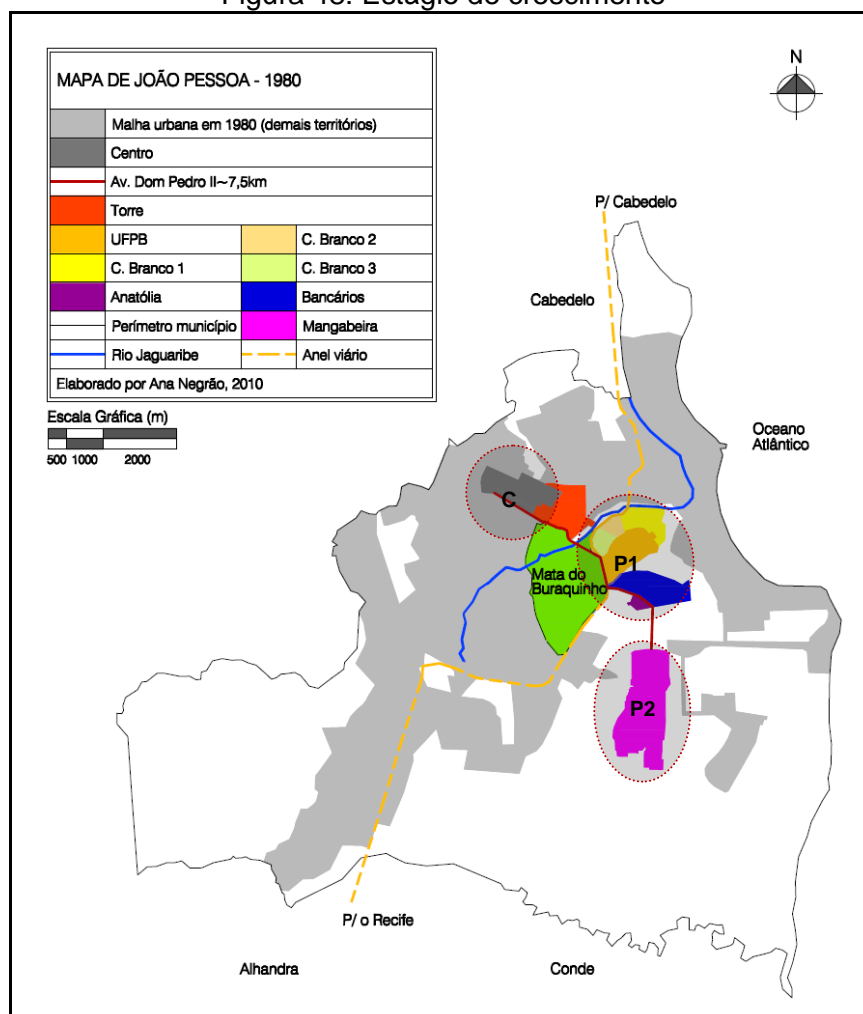 MAPA DE JOÃO PESSOA - 1980
Malha urbana em 1980 (demais territórios)
Centro
Av. Dom Pedro II~7,5km
Torre
UFPB
C. Branco 2
C. Branco 1
C. Branco 3
Anatólia
Bancários
Perímetro município
Mangabeira
Rio Jaguaribe
Anel viário
Elaborado por Ana Negrão, 2010
Escala Gráfica (m)
500 1000 2000
N
P/ Cabedelo
Cabedelo
Oceano
Atlântico
C
P1
Mata do
Buraquinho
P2
P/ o Recife
Alhandra
Conde